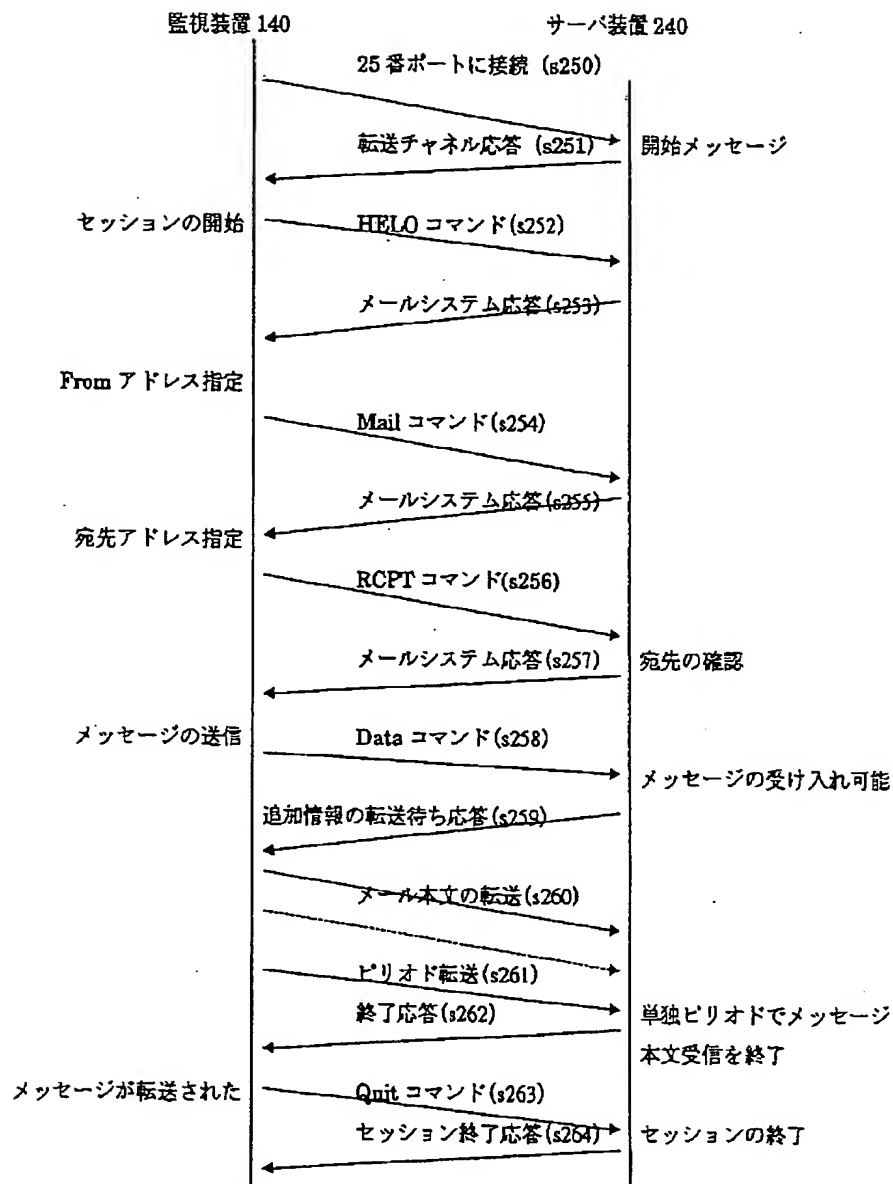 監視装置 140
サーバ装置 240
25 番ポートに接続 (s250)
転送チャネル応答 (s251)
開始メッセージ
セッションの開始
HELO コマンド(s252)
メールシステム応答(s253)
From アドレス指定
Mail コマンド(s254)
メールシステム応答(s255)
宛先アドレス指定
RCPT コマンド(s256)
メールシステム応答(s257)
宛先の確認
メッセージの送信
Data コマンド(s258)
メッセージの受け入れ可能
追加情報の転送待ち応答(s259)
メール本文の転送(s260)
ピリオド転送(s261)
終了応答(s262)
単独ピリオドでメッセージ
本文受信を終了
メッセージが転送された
Quit コマンド(s263)
セッション終了応答(s264)
セッションの終了